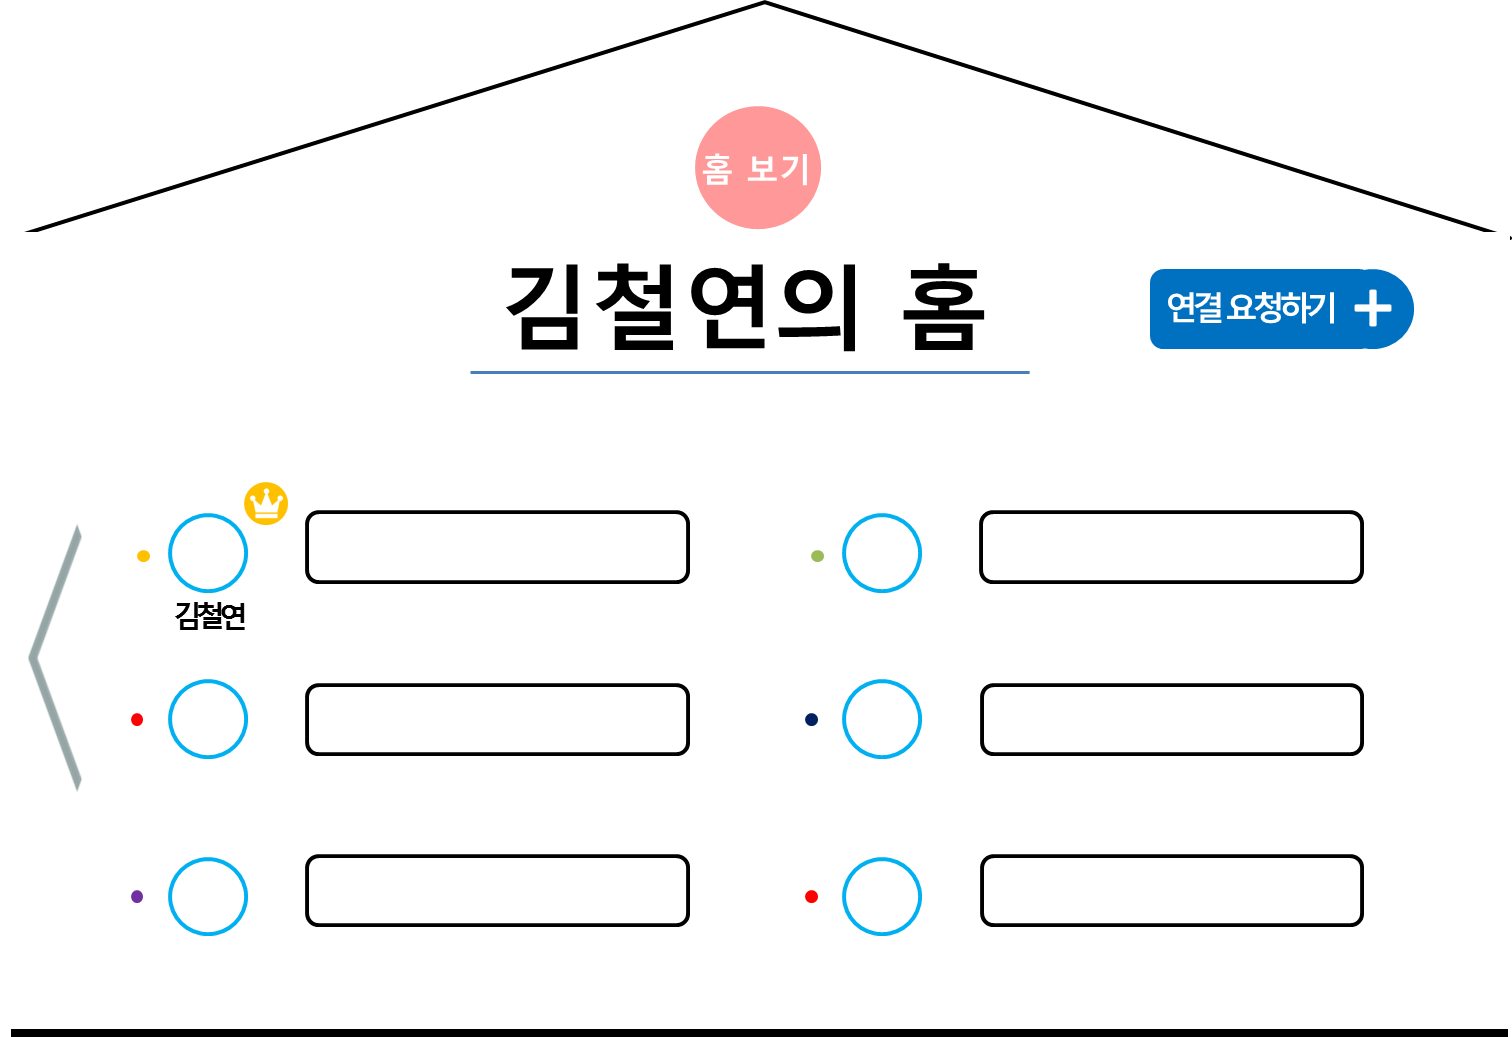 홈 보기
김철연의 홈
연결 요청하기
김철연